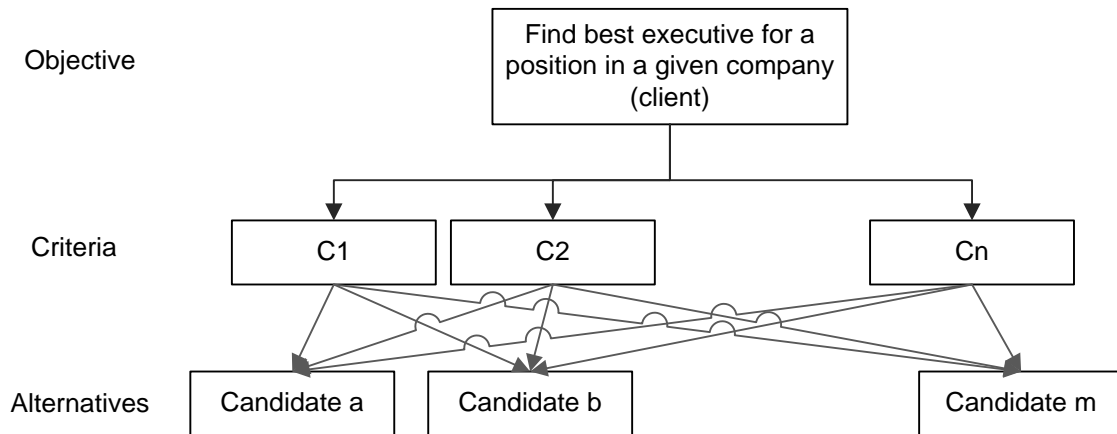 Objective
Find best executive for a
position in a given company
(client)
Criteria
C1
C2
Cn
Alternatives
Candidate a
Candidate b
Candidate m